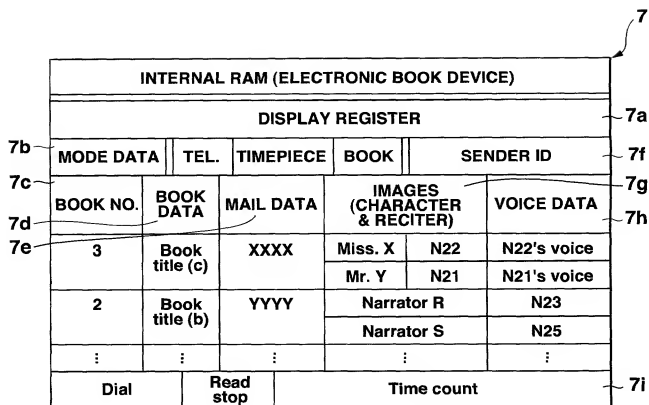 7
INTERNAL RAM (ELECTRONIC BOOK DEVICE)
DISPLAY REGISTER 7a
7b MODE DATA TEL. TIMEPIECE BOOK SENDER ID 7f
7c 7g
BOOK NO. BOOK DATA MAIL DATA IMAGES (CHARACTER & RECITER) VOICE DATA
7d 7h
7e
3 Book title (c) XXXX Miss. X N22 N22's voice
Mr. Y N21 N21's voice
2 Book title (b) YYYY Narrator R N23
Narrator S N25
⋮ ⋮ ⋮ ⋮ ⋮
Dial Read stop Time count 7i